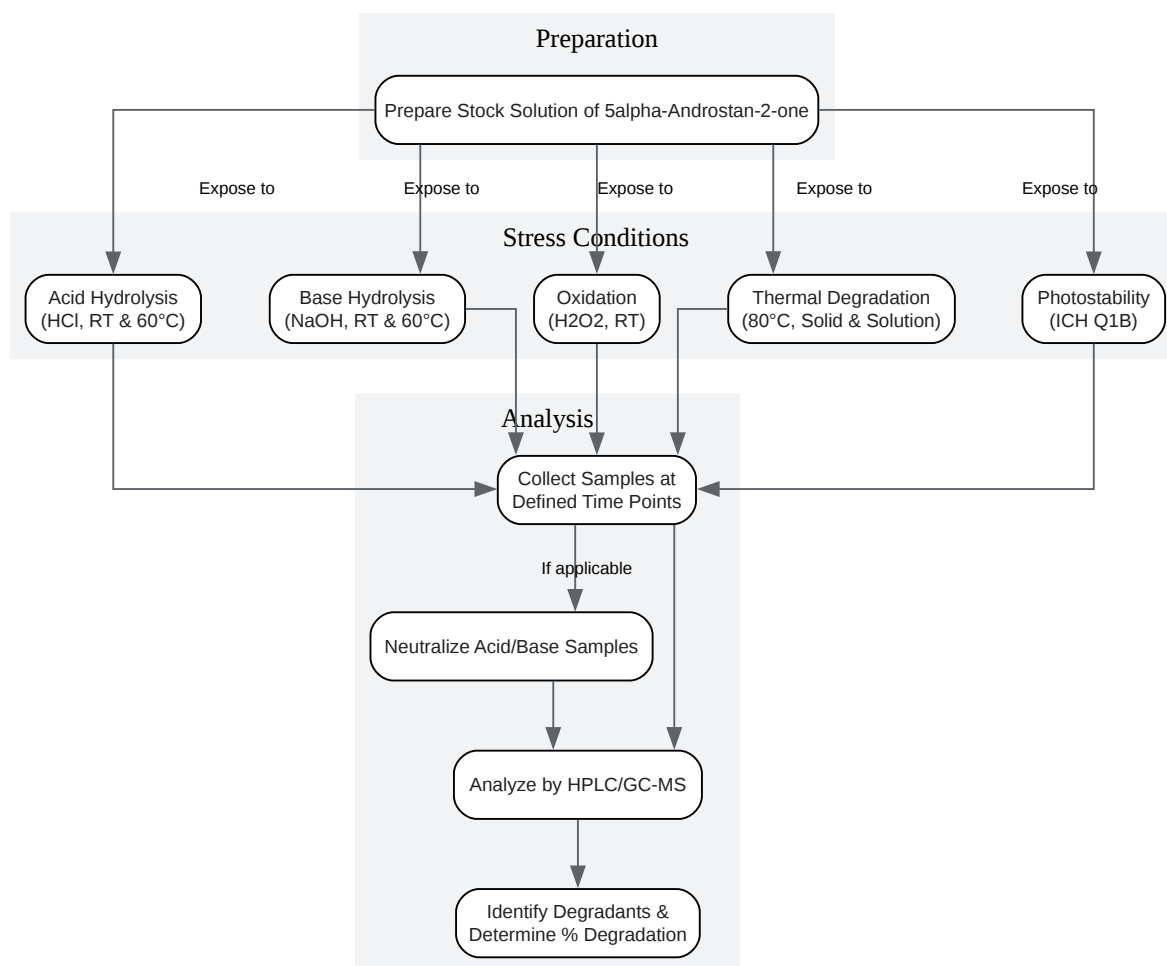 Preparation
Prepare Stock Solution of 5alpha-Androstan-2-one
Expose to
Expose to
Expose to
Expose to
Expose to
Stress Conditions
Acid Hydrolysis
(HCl, RT & 60°C)
Base Hydrolysis
(NaOH, RT & 60°C)
Oxidation
(H2O2, RT)
Thermal Degradation
(80°C, Solid & Solution)
Photostability
(ICH Q1B)
Analysis
Collect Samples at
Defined Time Points
If applicable
Neutralize Acid/Base Samples
Analyze by HPLC/GC-MS
Identify Degradants &
Determine % Degradation